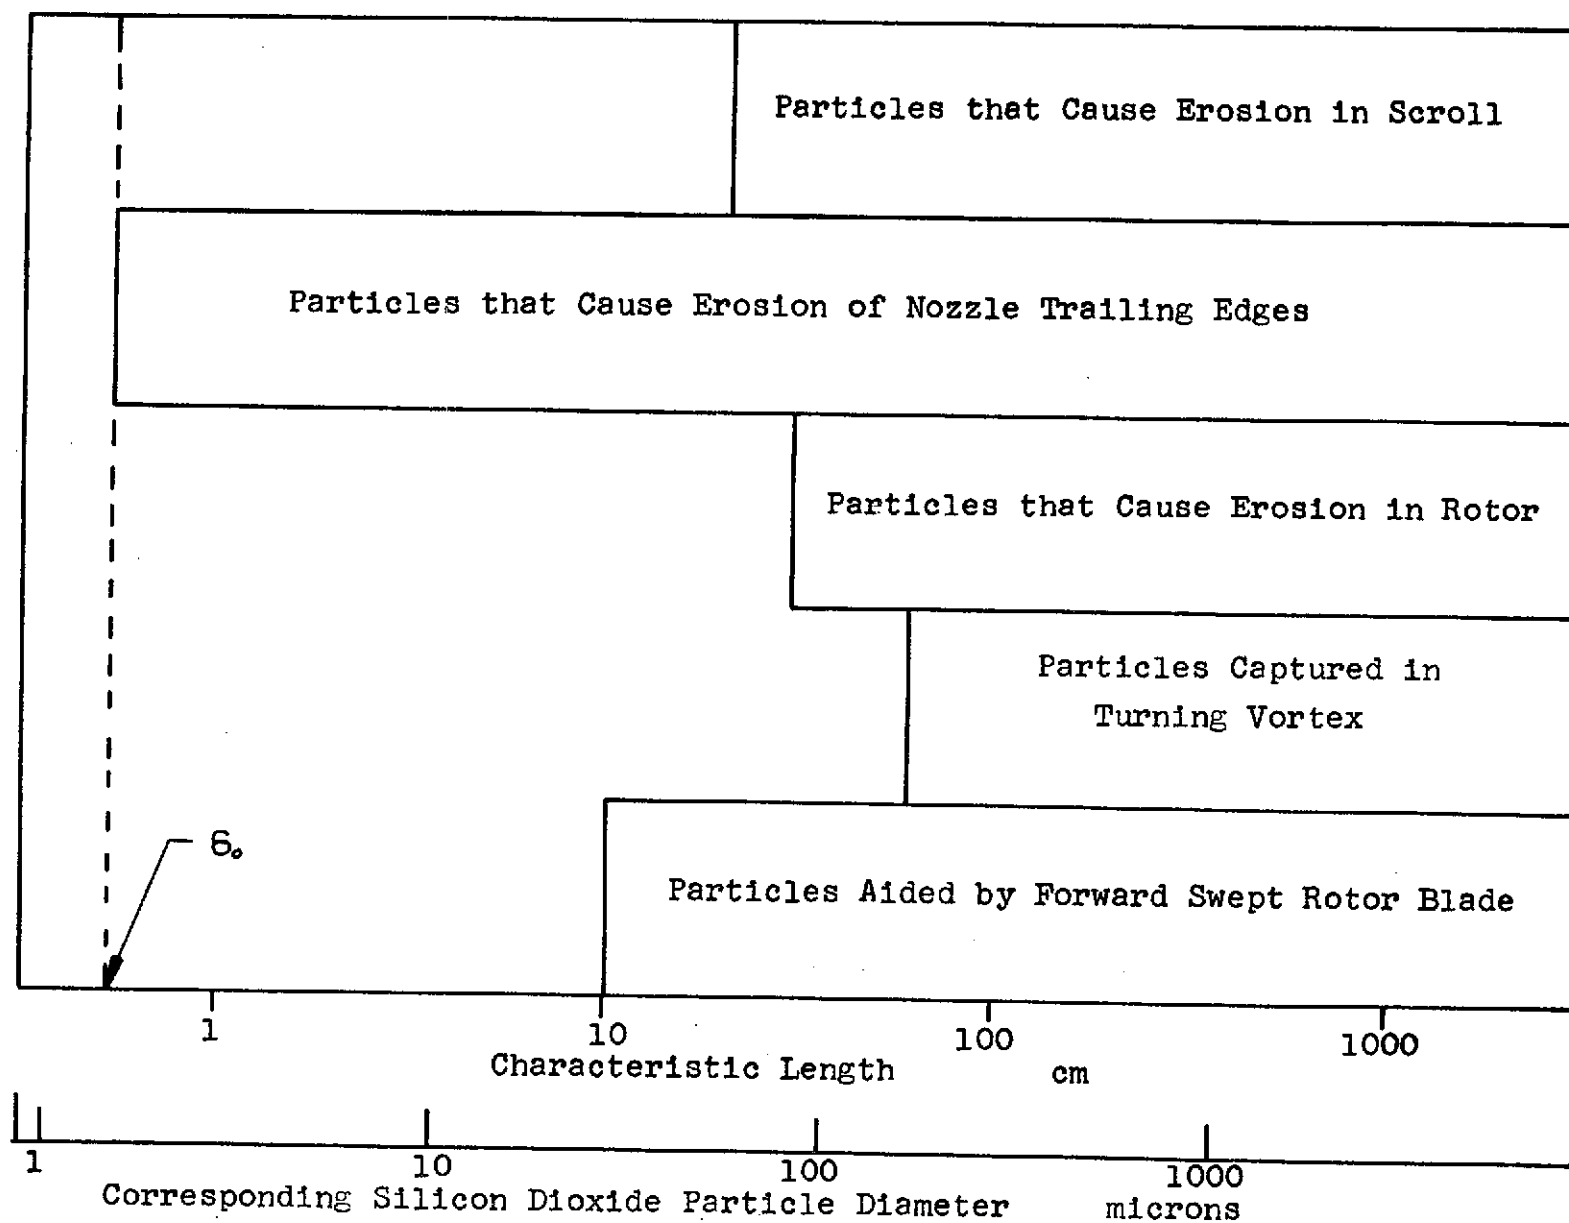 Particles that Cause Erosion in Scroll
Particles that Cause Erosion of Nozzle Trailing Edges
Particles that Cause Erosion in Rotor
Particles Captured in
Turning Vortex
Particles Aided by Forward Swept Rotor Blade
1 10 100 1000
Characteristic Length cm
1 10 100 1000
Corresponding Silicon Dioxide Particle Diameter microns